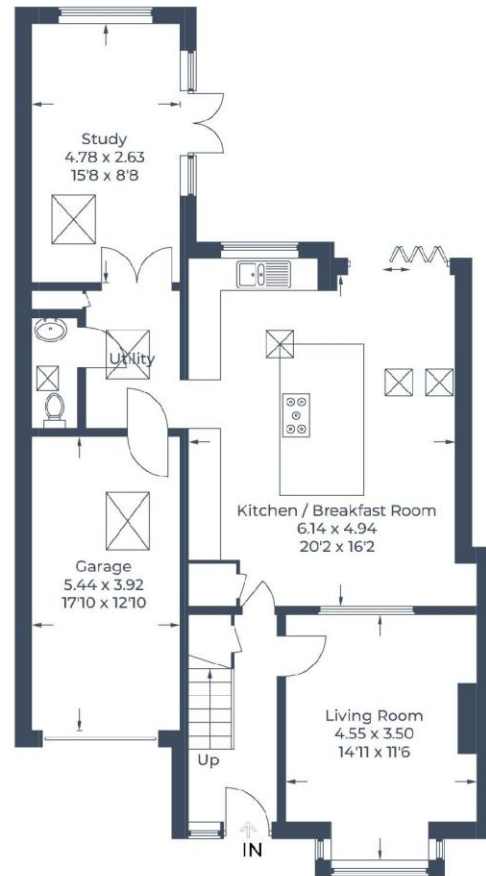 Study
4.78 x 2.63
15'8 x 8'8
Utility
Kitchen / Breakfast Room
6.14 x 4.94
20'2 x 16'2
Garage
5.44 x 3.92
17'10 x 12'10
Living Room
4.55 x 3.50
14'11 x 11'6
Up
IN